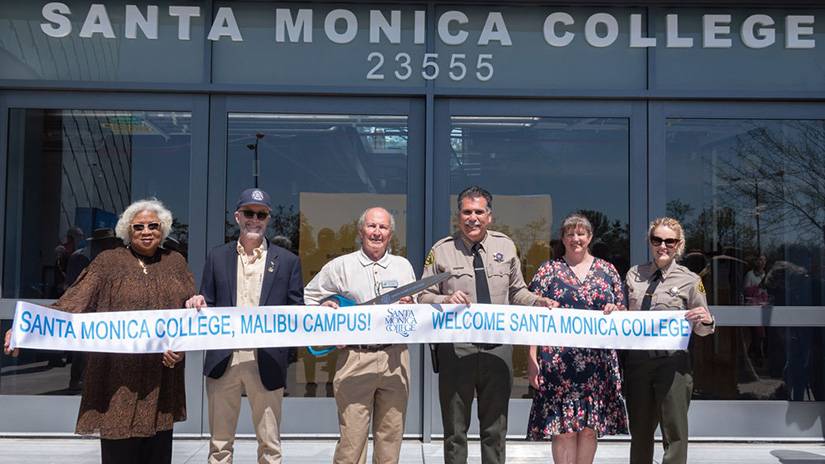 SANTA MONICA COLLEGE
23555
SANTA MONICA COLLEGE, MALIBU CAMPUS! SANTA MONICA COLLEGE WELCOME SANTA MONICA COLLEGE